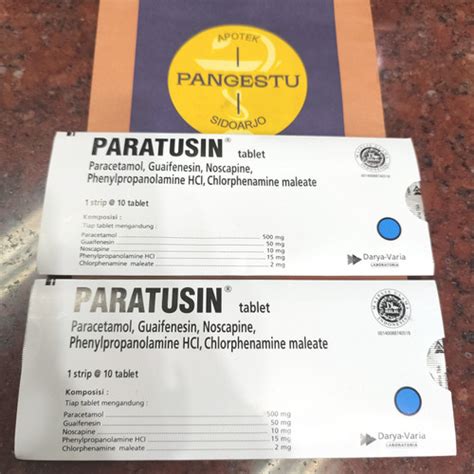 APOTEK
PANGESTU
SIDOARJO
PARATUSIN® tablet
Paracetamol, Guaifenesin, Noscapine,
Phenylpropanolamine HCl, Chlorphenamine maleate
1 strip @ 10 tablet
Komposisi :
Tiap tablet mengandung :
Paracetamol 500 mg
Guaifenesin 50 mg
Noscapine 10 mg
Phenylpropanolamine HCl 15 mg
Chlorphenamine maleate 2 mg
Darya-Varia
LABORATORIA
PARATUSIN® tablet
Paracetamol, Guaifenesin, Noscapine,
Phenylpropanolamine HCl, Chlorphenamine maleate
1 strip @ 10 tablet
Komposisi :
Tiap tablet mengandung :
Paracetamol 500 mg
Guaifenesin 50 mg
Noscapine 10 mg
Phenylpropanolamine HCl 15 mg
Chlorphenamine maleate 2 mg
Darya-Varia
LABORATORIA